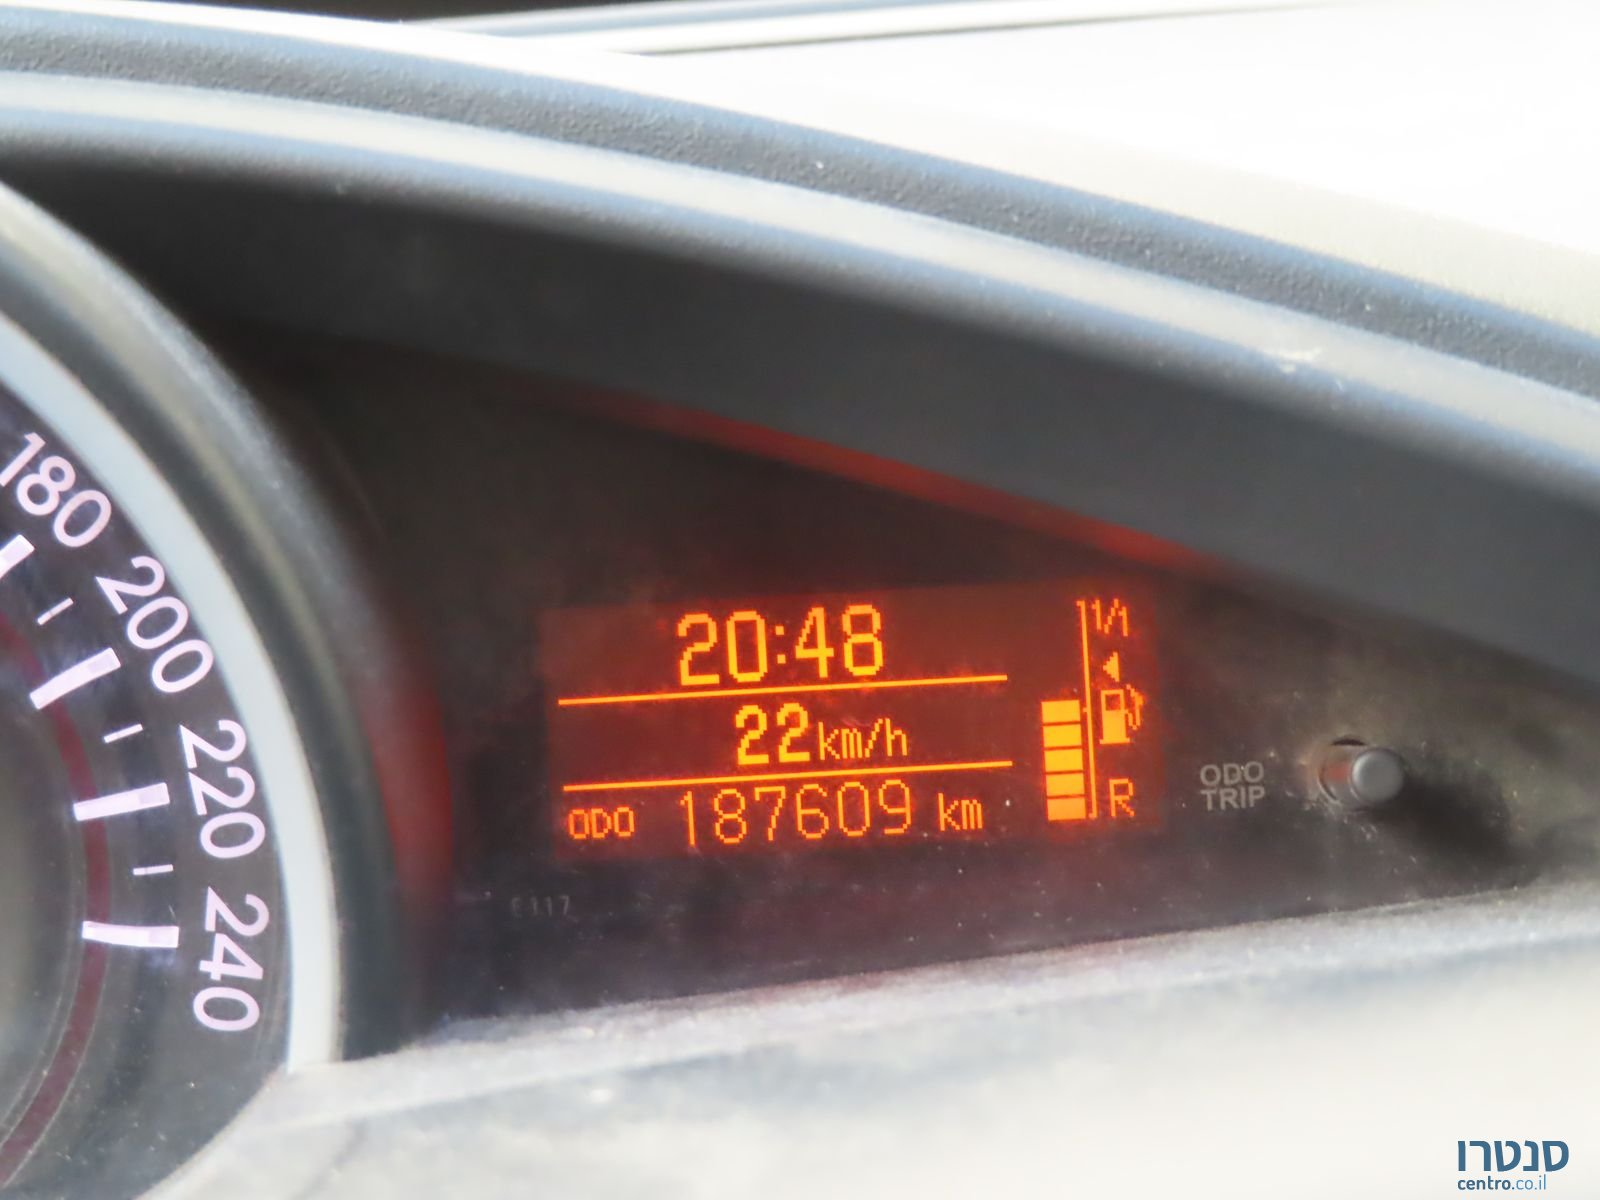 180
200
220
240
20:48
22km/h
ODO 187609 km
1/1
R
ODO
TRIP
סנטרו
centro.co.il